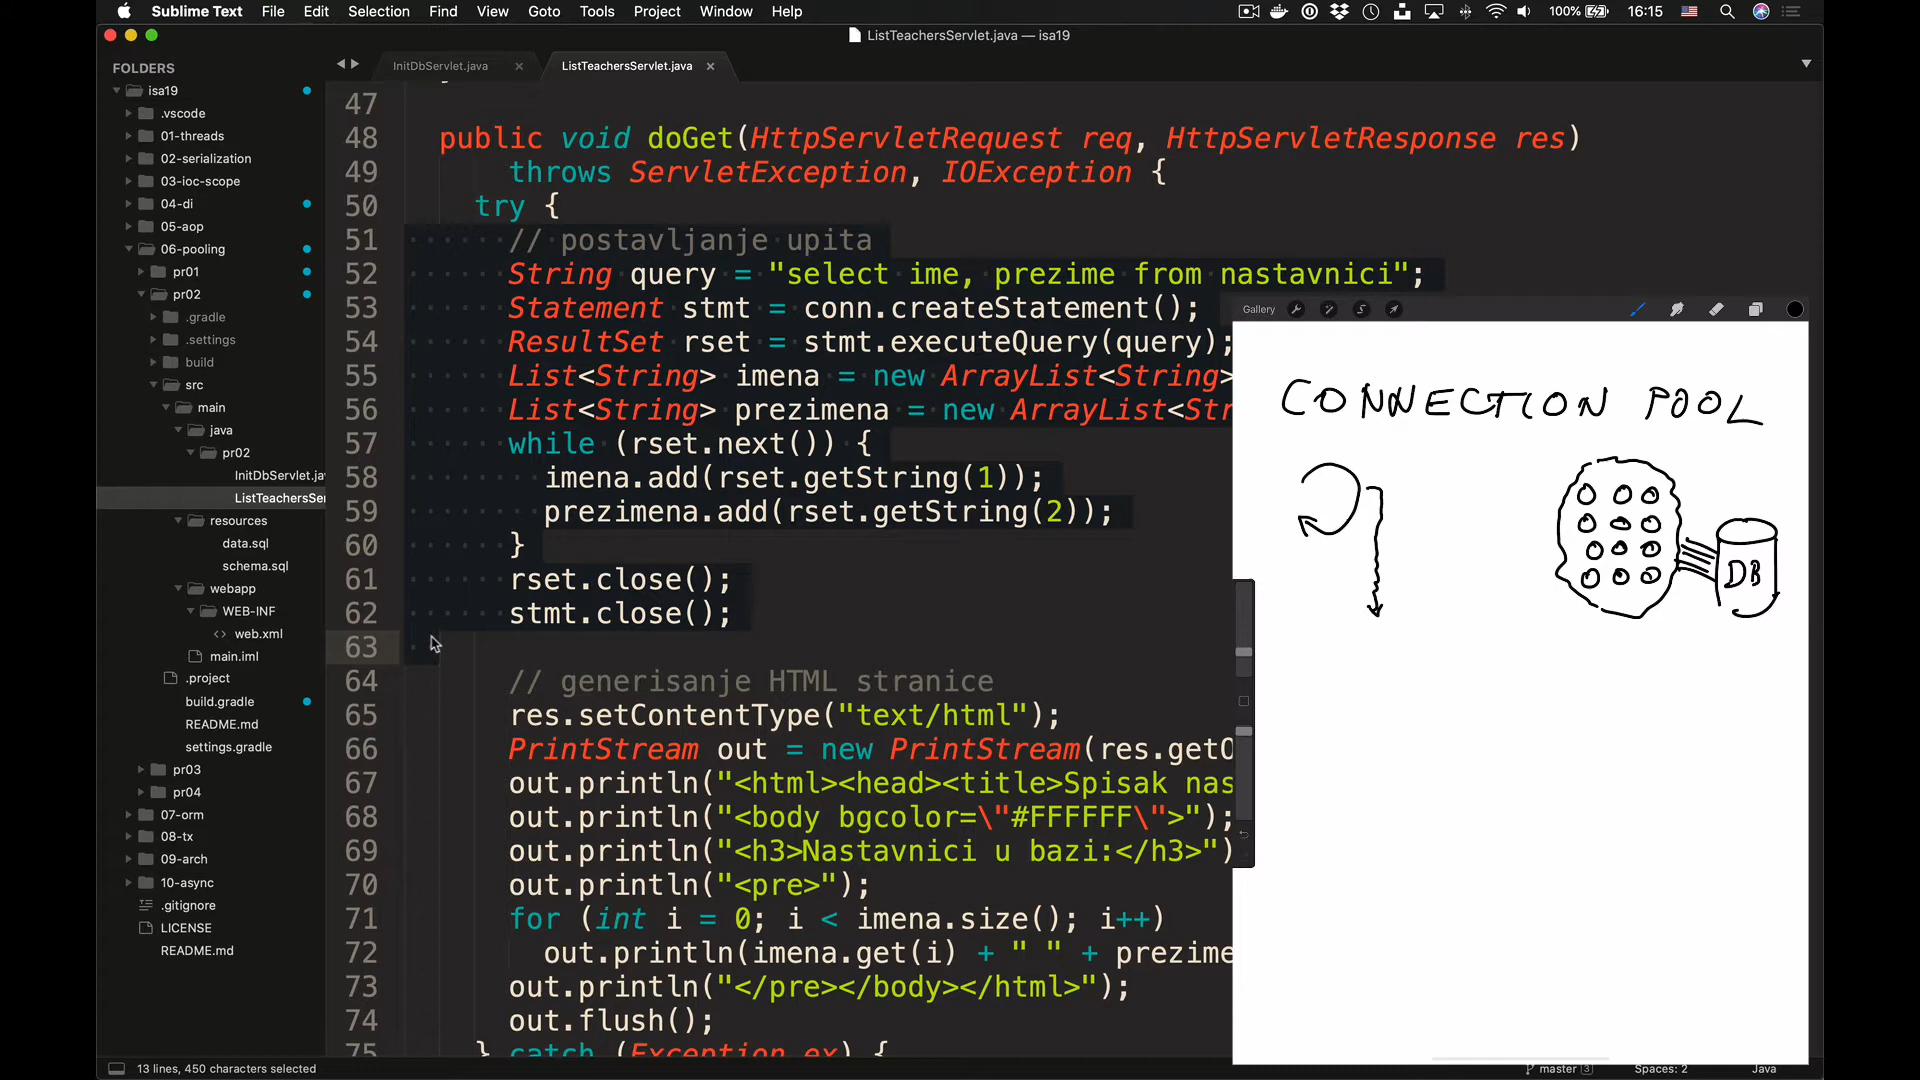 Sublime Text File Edit Selection Find View Goto Tools Project Window Help 100% 16:15
ListTeachersServlet.java — isa19
FOLDERS
isa19
.vscode
01-threads
02-serialization
03-ioc-scope
04-di
05-aop
06-pooling
pr01
pr02
.gradle
.settings
build
src
main
java
pr02
InitDbServlet.jav
ListTeachersSer
resources
data.sql
schema.sql
webapp
WEB-INF
web.xml
main.iml
.project
build.gradle
README.md
settings.gradle
pr03
pr04
07-orm
08-tx
09-arch
10-async
.gitignore
LICENSE
README.md
InitDbServlet.java
ListTeachersServlet.java
47
48 public void doGet(HttpServletRequest req, HttpServletResponse res)
49 throws ServletException, IOException {
50 try {
51 // postavljanje upita
52 String query = "select ime, prezime from nastavnici";
53 Statement stmt = conn.createStatement();
54 ResultSet rset = stmt.executeQuery(query);
55 List<String> imena = new ArrayList<String>
56 List<String> prezimena = new ArrayList<Str
57 while (rset.next()) {
58 imena.add(rset.getString(1));
59 prezimena.add(rset.getString(2));
60 }
61 rset.close();
62 stmt.close();
63
64 // generisanje HTML stranice
65 res.setContentType("text/html");
66 PrintStream out = new PrintStream(res.getO
67 out.println("<html><head><title>Spisak nas
68 out.println("<body bgcolor=\"#FFFFFF\">");
69 out.println("<h3>Nastavnici u bazi:</h3>")
70 out.println("<pre>");
71 for (int i = 0; i < imena.size(); i++)
72 out.println(imena.get(i) + " " + prezime
73 out.println("</pre></body></html>");
74 out.flush();
75 } catch (Exception ex) {
Gallery
CONNECTION POOL
DB
13 lines, 450 characters selected
master 3
Spaces: 2
Java